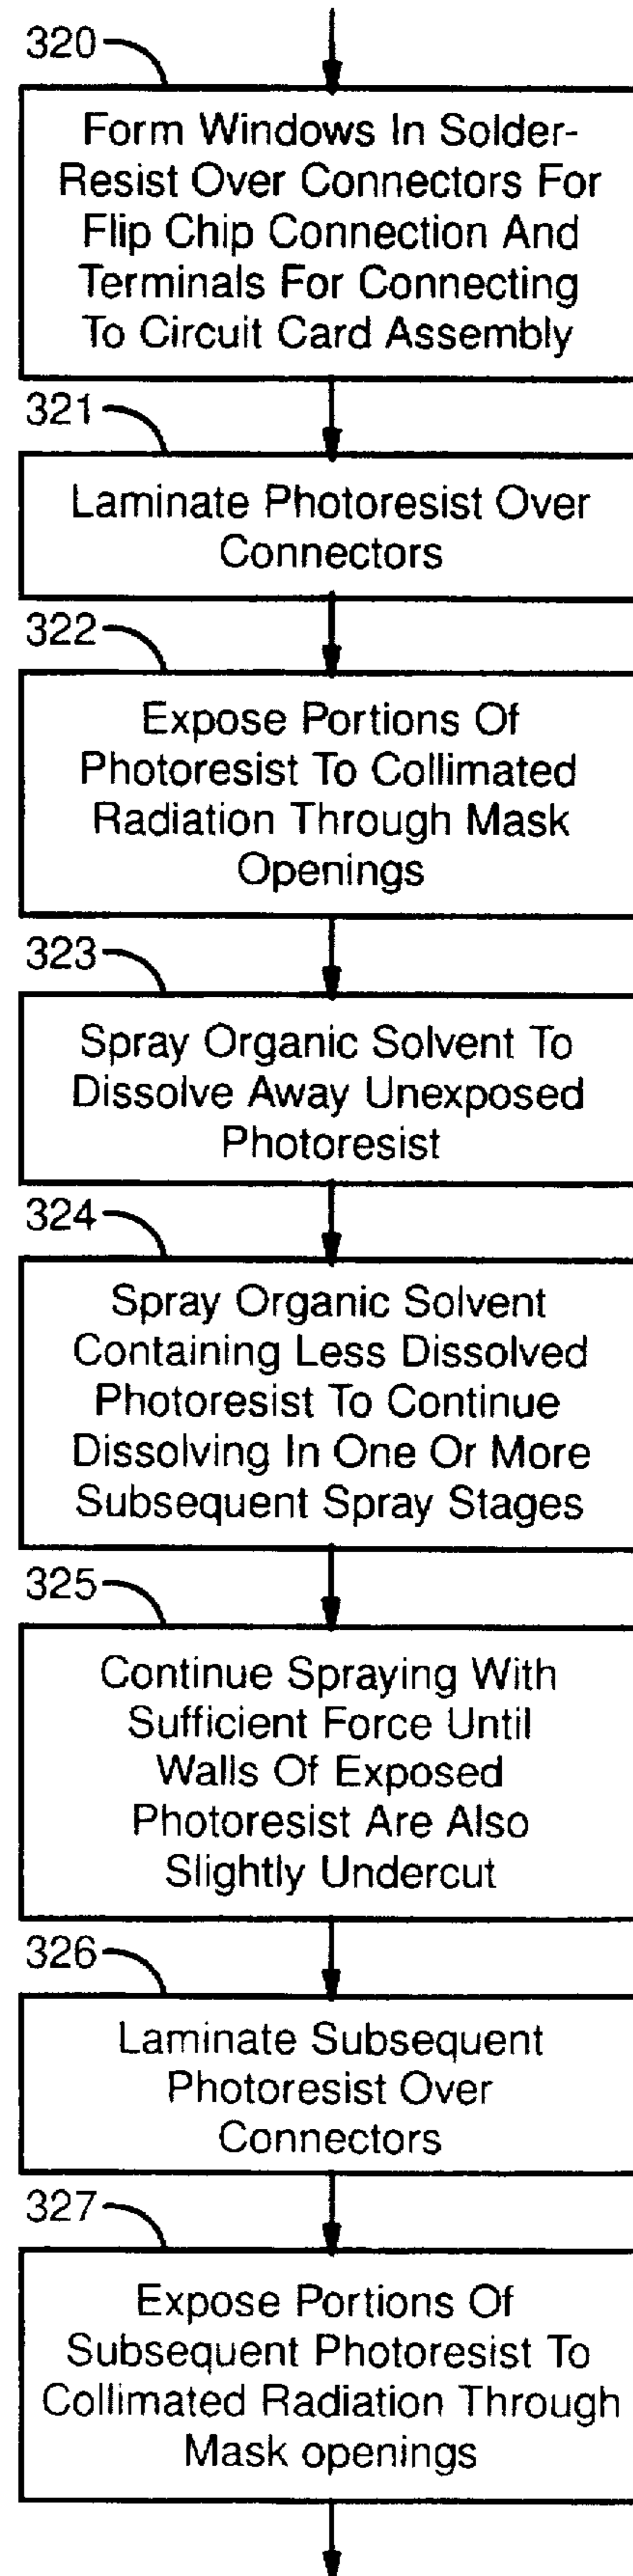 320
Form Windows In Solder-
Resist Over Connectors For
Flip Chip Connection And
Terminals For Connecting
To Circuit Card Assembly
321
Laminate Photoresist Over
Connectors
322
Expose Portions Of
Photoresist To Collimated
Radiation Through Mask
Openings
323
Spray Organic Solvent To
Dissolve Away Unexposed
Photoresist
324
Spray Organic Solvent
Containing Less Dissolved
Photoresist To Continue
Dissolving In One Or More
Subsequent Spray Stages
325
Continue Spraying With
Sufficient Force Until
Walls Of Exposed
Photoresist Are Also
Slightly Undercut
326
Laminate Subsequent
Photoresist Over
Connectors
327
Expose Portions Of
Subsequent Photoresist To
Collimated Radiation Through
Mask openings